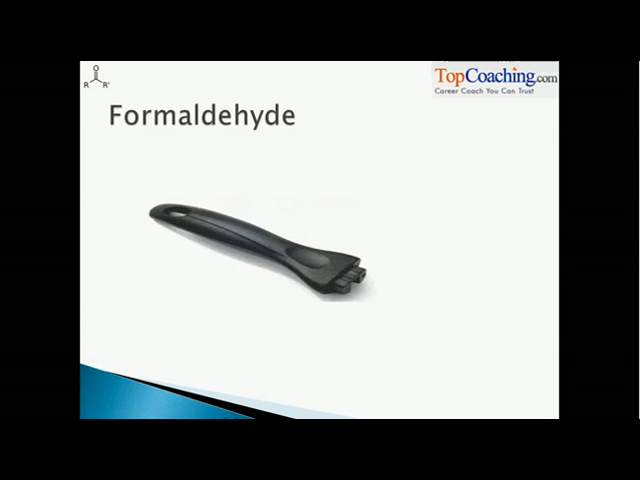 O
R R'
TopCoaching.com
Career Coach You Can Trust
Formaldehyde